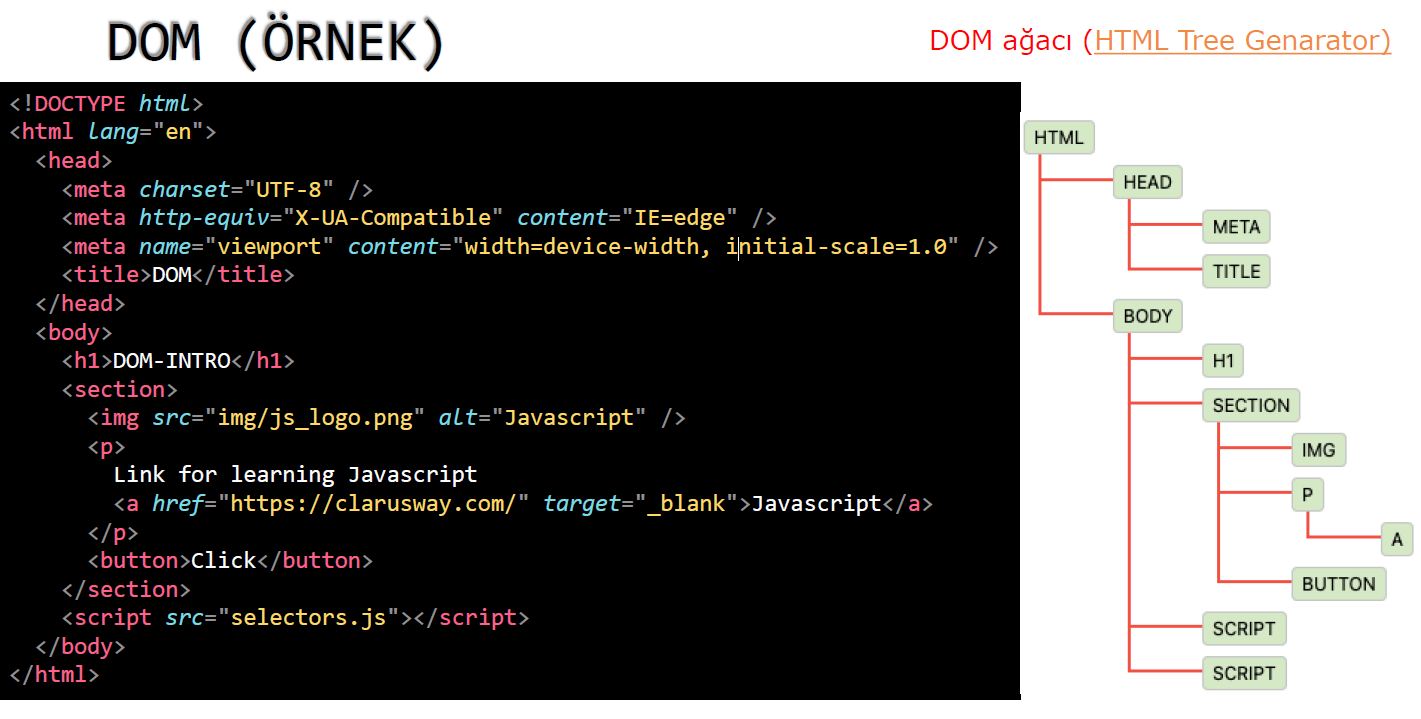 DOM (ÖRNEK)
DOM ağacı (HTML Tree Genarator)
<!DOCTYPE html>
<html lang="en">
<head>
<meta charset="UTF-8" />
<meta http-equiv="X-UA-Compatible" content="IE=edge" />
<meta name="viewport" content="width=device-width, initial-scale=1.0" />
<title>DOM</title>
</head>
<body>
<h1>DOM-INTRO</h1>
<section>
<img src="img/js_logo.png" alt="Javascript" />
<p>
Link for learning Javascript
<a href="https://clarusway.com/" target="_blank">Javascript</a>
</p>
<button>Click</button>
</section>
<script src="selectors.js"></script>
</body>
</html>
HTML
HEAD
META
TITLE
BODY
H1
SECTION
IMG
P
A
BUTTON
SCRIPT
SCRIPT